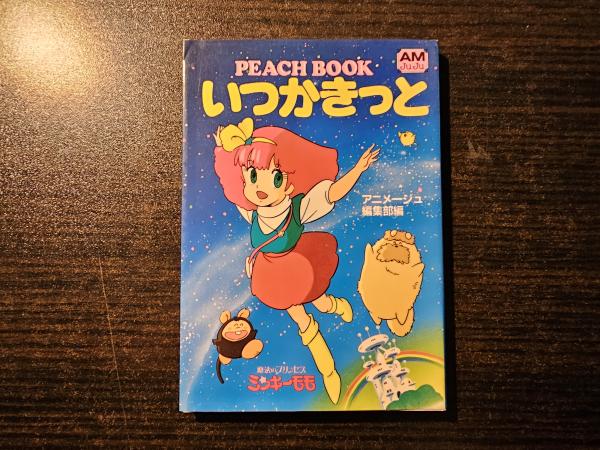 AM
JuJu
PEACH BOOK
いつかきっと
アニメージュ
編集部編
魔法のプリンセス
ミンキーモモ